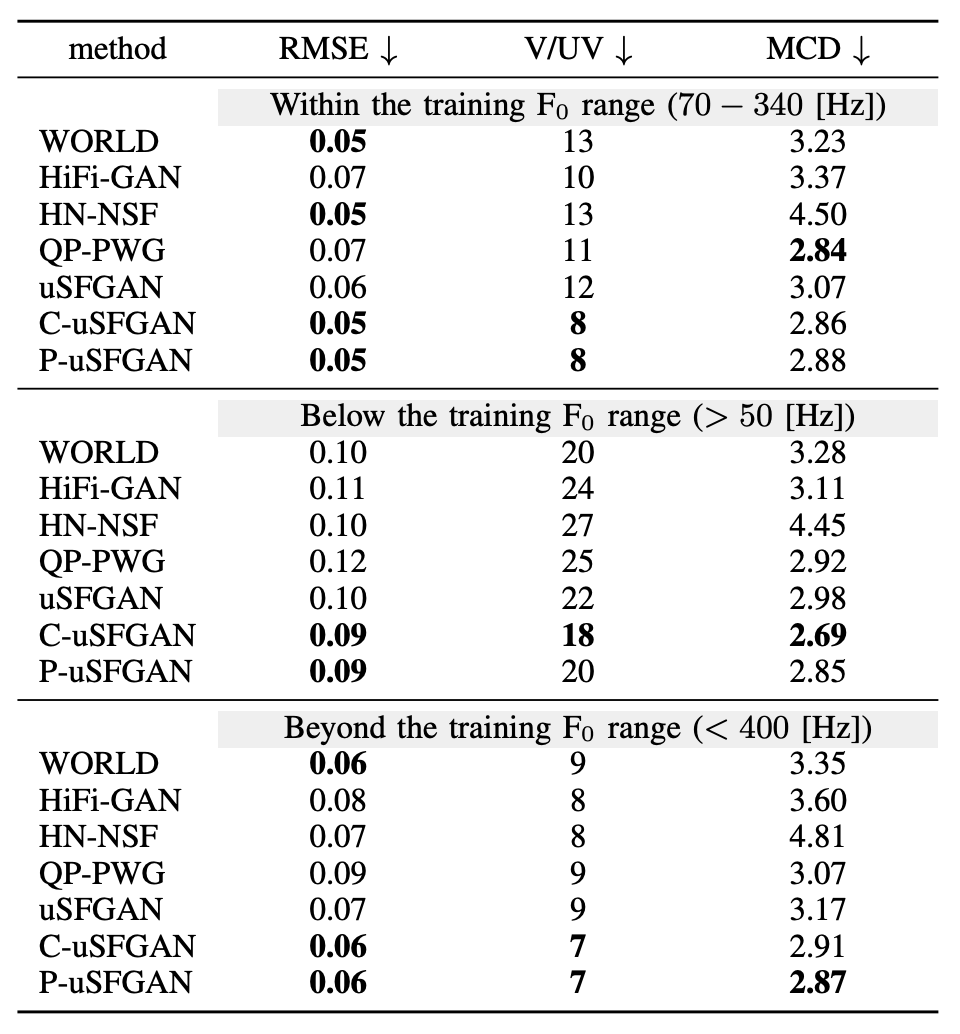 method RMSE ↓ V/UV ↓ MCD ↓
Within the training F₀ range (70 – 340 [Hz])
WORLD 0.05 13 3.23
HiFi-GAN 0.07 10 3.37
HN-NSF 0.05 13 4.50
QP-PWG 0.07 11 2.84
uSFGAN 0.06 12 3.07
C-uSFGAN 0.05 8 2.86
P-uSFGAN 0.05 8 2.88
Below the training F₀ range (> 50 [Hz])
WORLD 0.10 20 3.28
HiFi-GAN 0.11 24 3.11
HN-NSF 0.10 27 4.45
QP-PWG 0.12 25 2.92
uSFGAN 0.10 22 2.98
C-uSFGAN 0.09 18 2.69
P-uSFGAN 0.09 20 2.85
Beyond the training F₀ range (< 400 [Hz])
WORLD 0.06 9 3.35
HiFi-GAN 0.08 8 3.60
HN-NSF 0.07 8 4.81
QP-PWG 0.09 9 3.07
uSFGAN 0.07 9 3.17
C-uSFGAN 0.06 7 2.91
P-uSFGAN 0.06 7 2.87